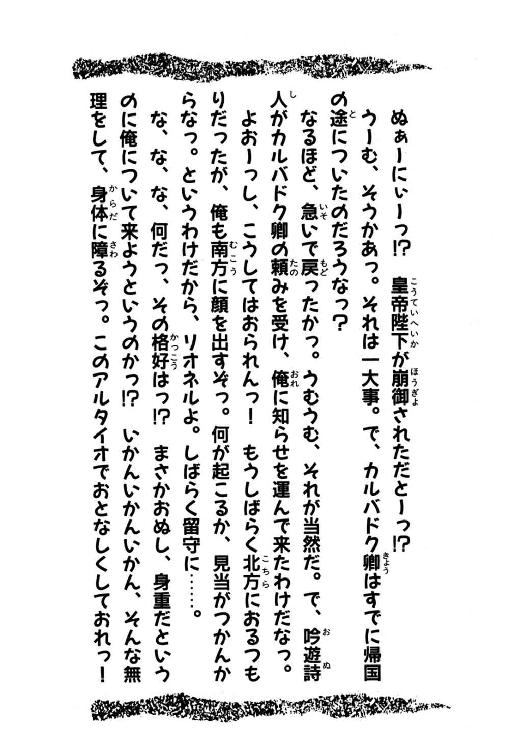 ぬぁーにぃーっ!? 皇帝陛下が崩御されただとーっ!?
うーむ、そうかあっ。それは一大事。で、カルバドク卿はすでに帰国
の途についたのだろうなっ?
なるほど、急いで戻ったかっ。うむうむ、それが当然だ。で、吟遊詩
人がカルバドク卿の頼みを受け、俺に知らせを運んで来たわけだなっ。
よおーっし、こうしてはおられんっ! もうしばらく北方におるつも
りだったが、俺も南方に顔を出すぞっ。何が起こるか、見当がつかんか
らなっ。というわけだから、リオネルよ。しばらく留守に……。
な、な、な、何だっ、その格好はっ!? まさかおぬし、身重だという
のに俺について来ようというのかっ!? いかんいかんいかん、そんな無
理をして、身体に障るぞっ。このアルタイオでおとなしくしておれっ!